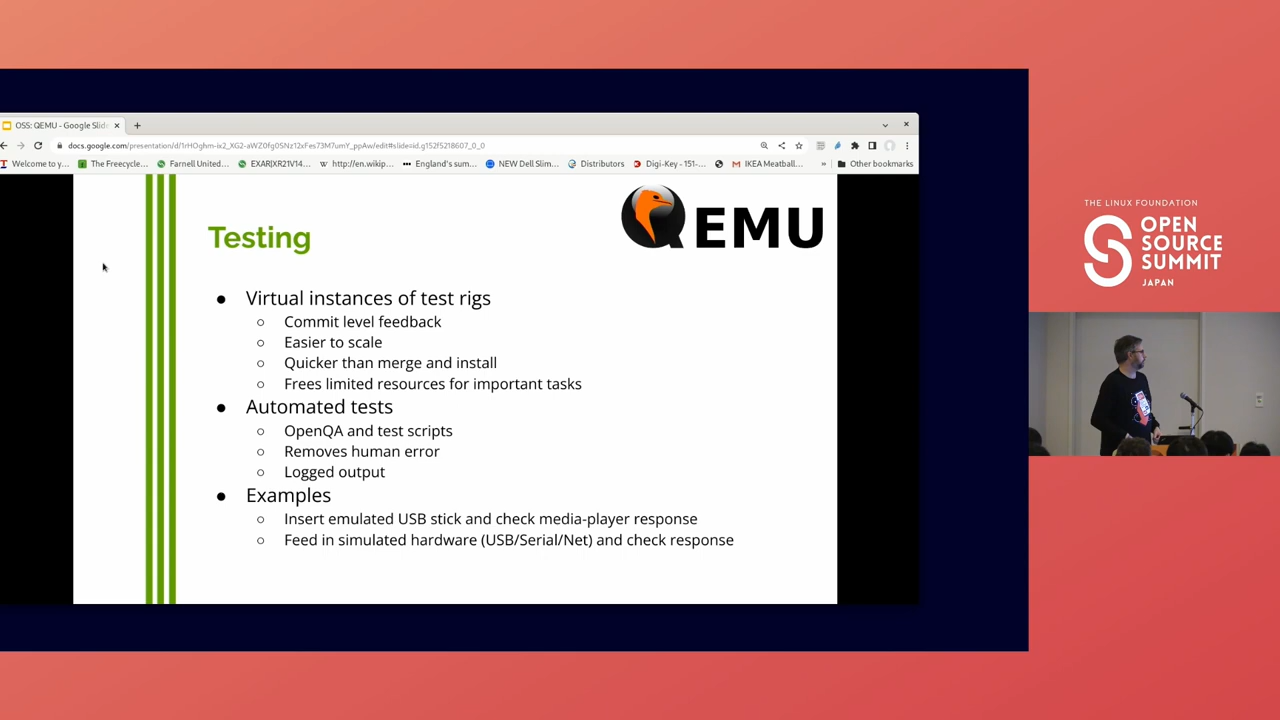 OSS: QEMU - Google Slid
docs.google.com/presentation/d/1rHOghm-ix2_XG2-aWZ0fg0SNz12xFes73M7umY_ppAw/edit#slide=id.g152f5218607_0_0
Welcome to y...
The Freecycle...
Farnell United...
EXAR|XR21V14...
http://en.wikip...
England's sum...
NEW Dell Slim...
Distributors
Digi-Key - 151-...
IKEA Meatball...
»
Other bookmarks
QEMU
Testing
● Virtual instances of test rigs
○ Commit level feedback
○ Easier to scale
○ Quicker than merge and install
○ Frees limited resources for important tasks
● Automated tests
○ OpenQA and test scripts
○ Removes human error
○ Logged output
● Examples
○ Insert emulated USB stick and check media-player response
○ Feed in simulated hardware (USB/Serial/Net) and check response
THE LINUX FOUNDATION
OPEN
SOURCE
SUMMIT
JAPAN